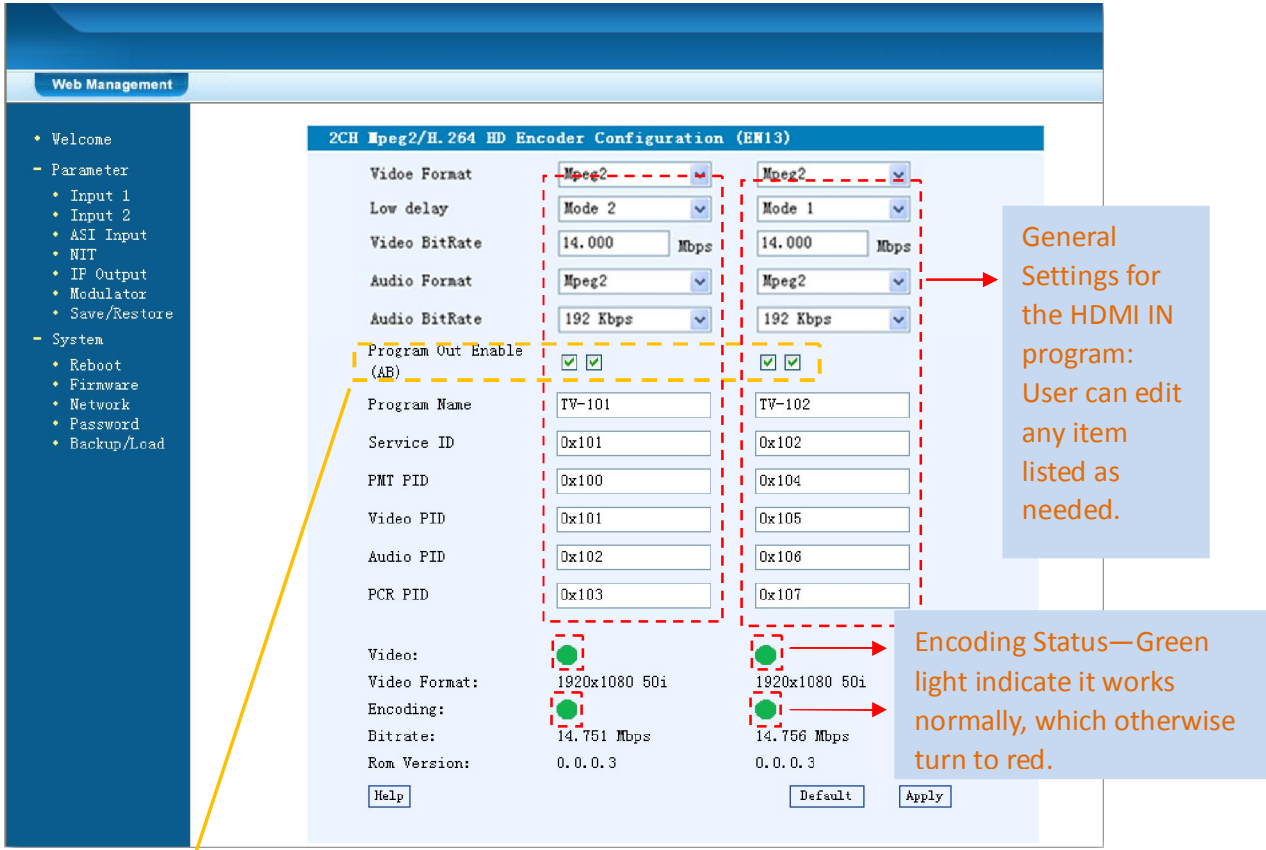 Web Management
Welcome
Parameter
Input 1
Input 2
ASI Input
NIT
IP Output
Modulator
Save/Restore
System
Reboot
Firmware
Network
Password
Backup/Load
2CH Mpeg2/H.264 HD Encoder Configuration (EN13)
Vidoe Format Mpeg2 Mpeg2
Low delay Mode 2 Mode 1
Video BitRate 14.000 Mbps 14.000 Mbps
Audio Format Mpeg2 Mpeg2
Audio BitRate 192 Kbps 192 Kbps
Program Out Enable
(AB)
Program Name TV-101 TV-102
Service ID 0x101 0x102
PMT PID 0x100 0x104
Video PID 0x101 0x105
Audio PID 0x102 0x106
PCR PID 0x103 0x107
Video:
Video Format: 1920x1080 50i 1920x1080 50i
Encoding:
Bitrate: 14.751 Mbps 14.756 Mbps
Rom Version: 0.0.0.3 0.0.0.3
Help Default Apply
General
Settings for
the HDMI IN
program:
User can edit
any item
listed as
needed.
Encoding Status—Green
light indicate it works
normally, which otherwise
turn to red.